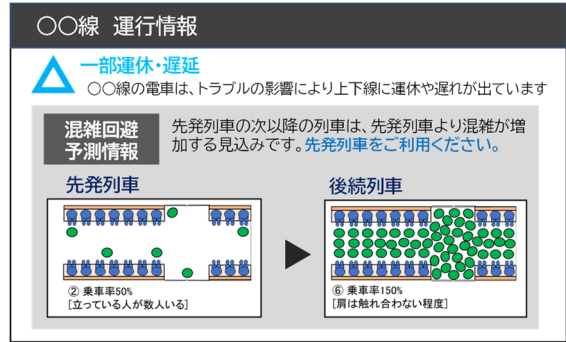 〇〇線 運行情報
一部運休・遅延
〇〇線の電車は、トラブルの影響により上下線に運休や遅れが出ています
混雑回避
予測情報
先発列車の次以降の列車は、先発列車より混雑が増
加する見込みです。先発列車をご利用ください。
先発列車
後続列車
② 乗車率50%
[立っている人が数人いる]
⑥ 乗車率150%
[肩は触れ合わない程度]